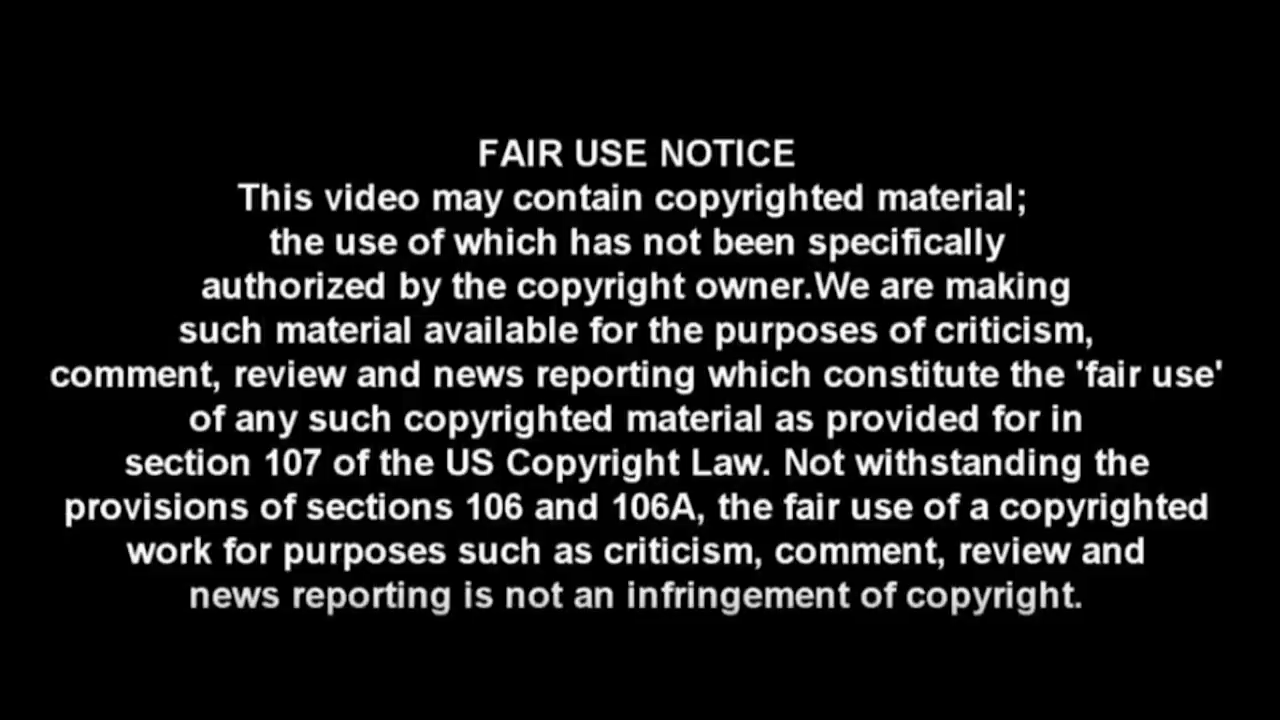 FAIR USE NOTICE
This video may contain copyrighted material;
the use of which has not been specifically
authorized by the copyright owner.We are making
such material available for the purposes of criticism,
comment, review and news reporting which constitute the 'fair use'
of any such copyrighted material as provided for in
section 107 of the US Copyright Law. Not withstanding the
provisions of sections 106 and 106A, the fair use of a copyrighted
work for purposes such as criticism, comment, review and
news reporting is not an infringement of copyright.